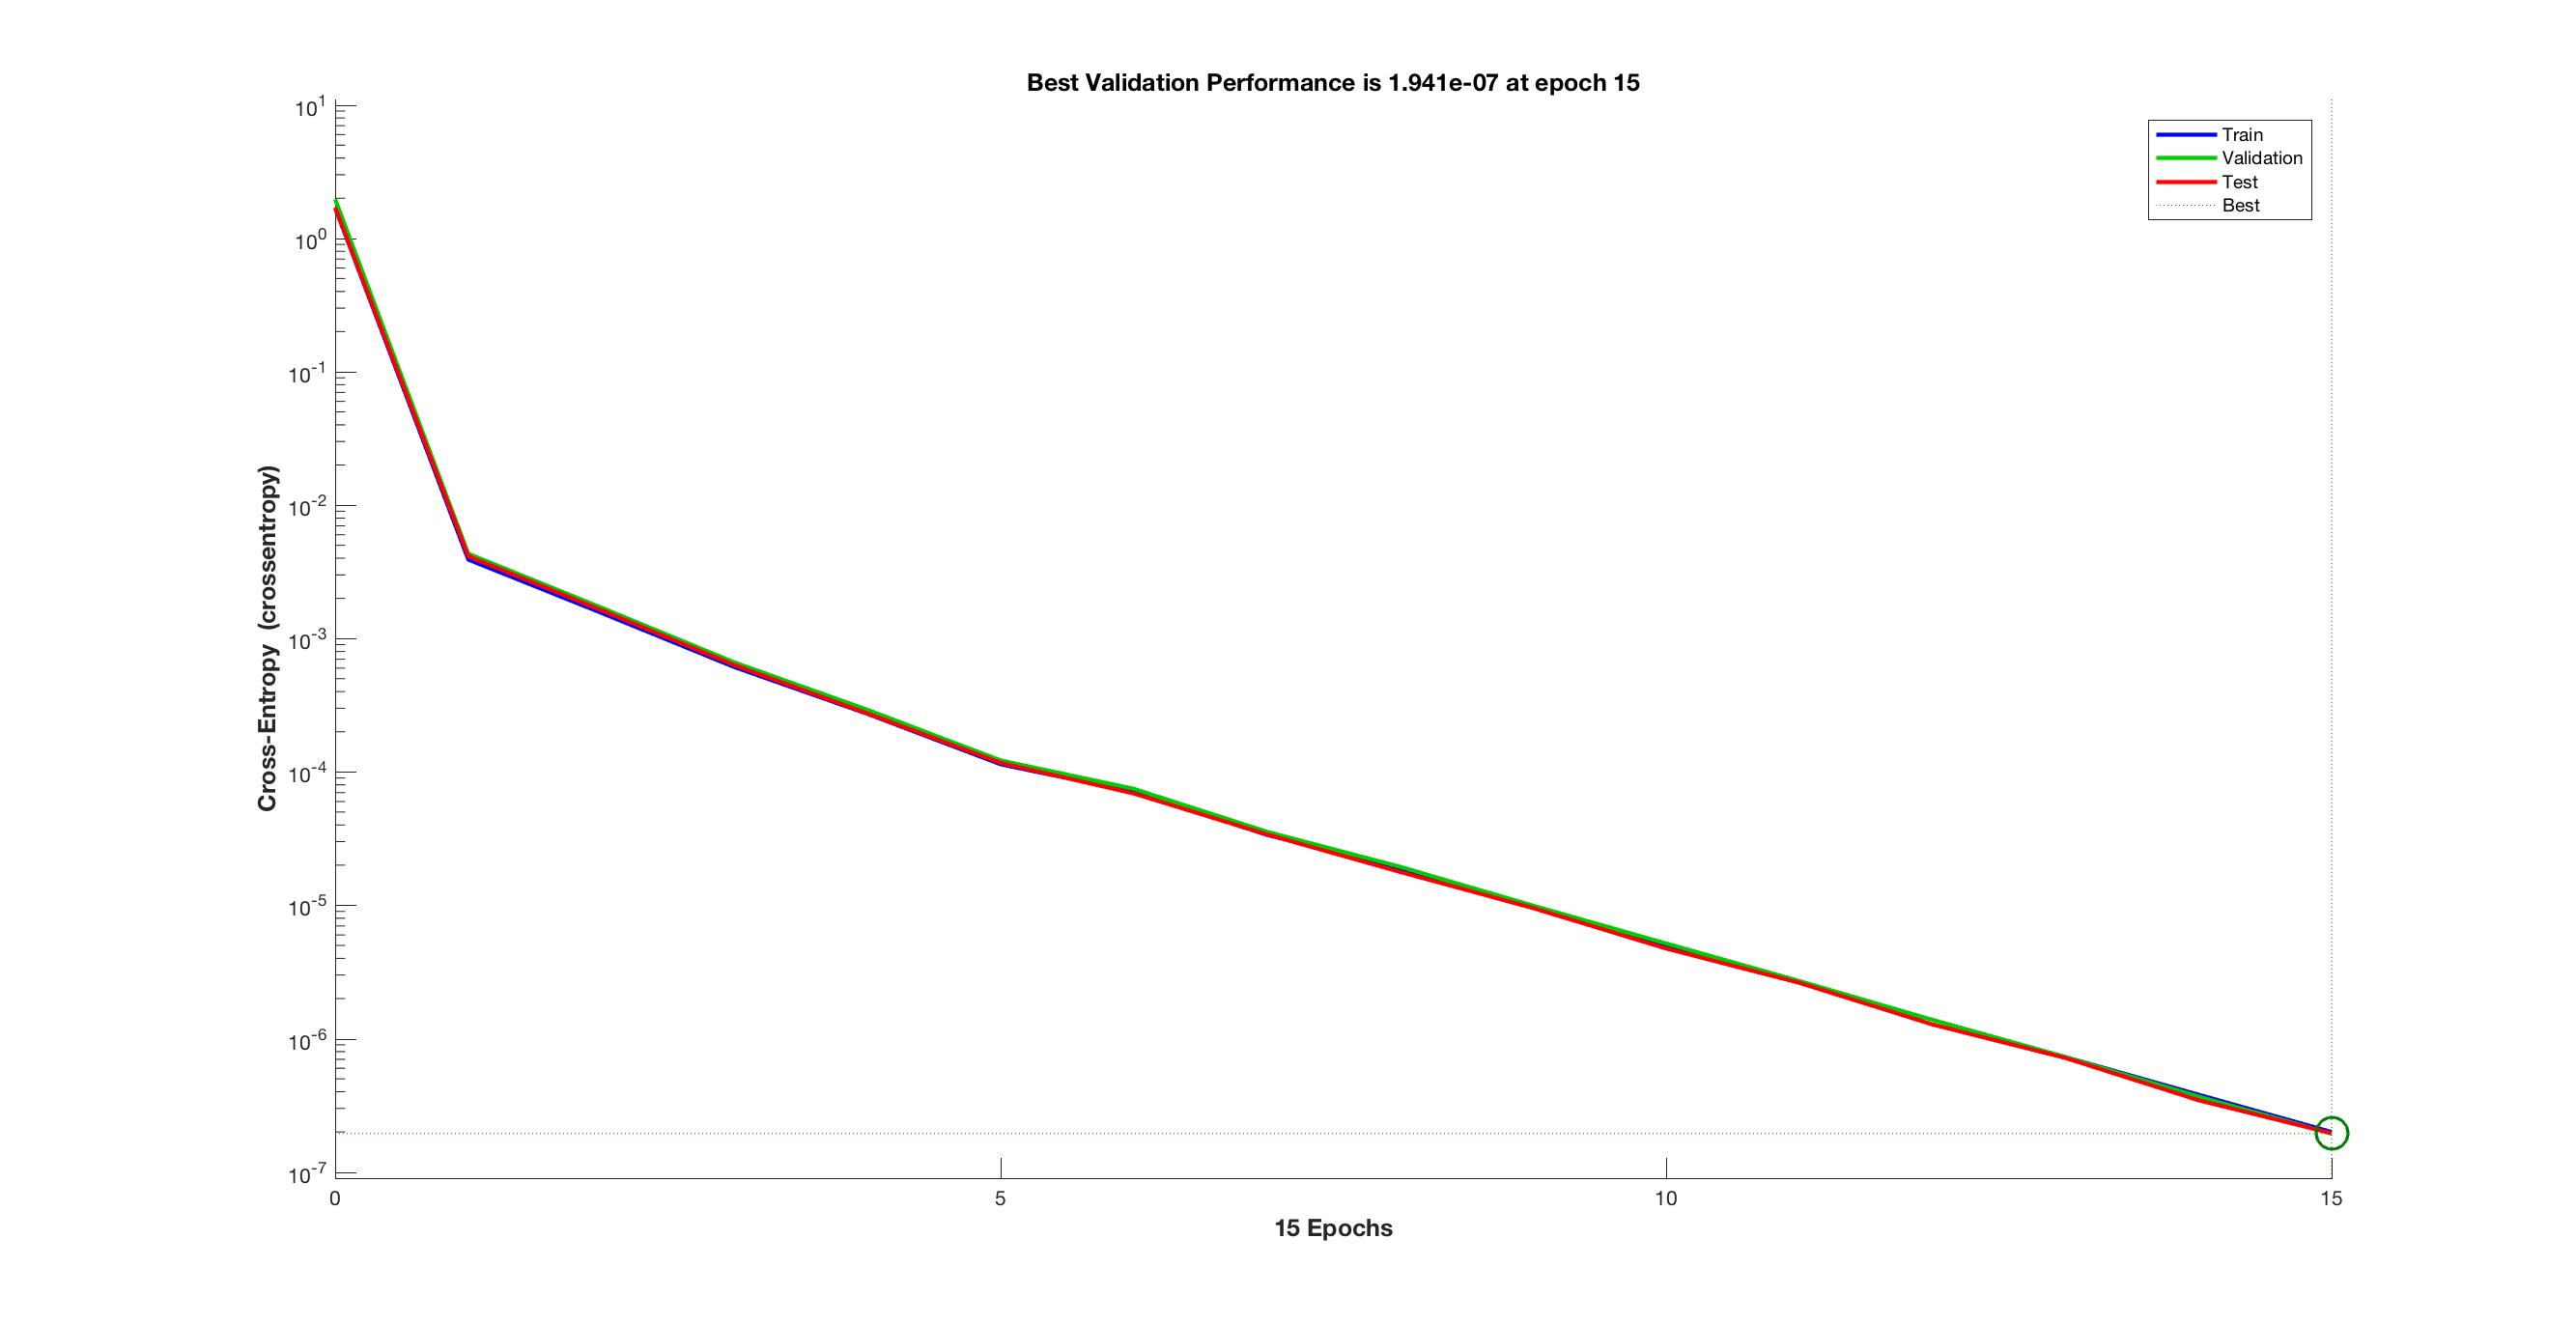 Best Validation Performance is 1.941e-07 at epoch 15
10^1
10^0
10^-1
10^-2
10^-3
10^-4
10^-5
10^-6
10^-7
Cross-Entropy (crossentropy)
Train
Validation
Test
Best
0 5 10 15
15 Epochs